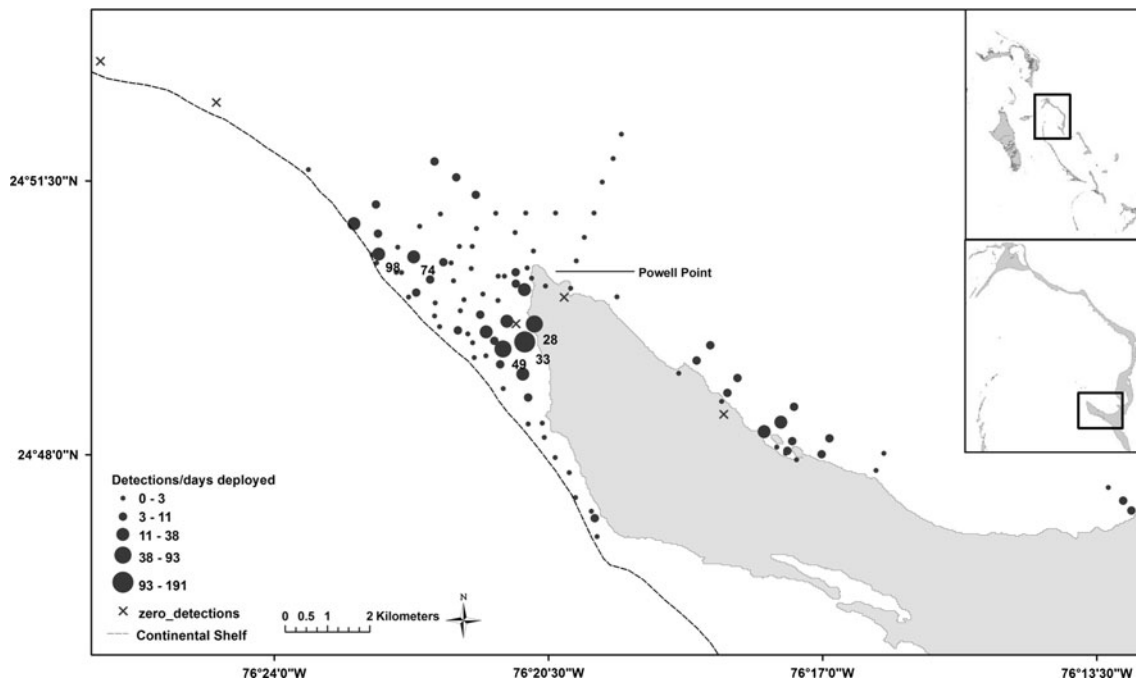 24°51'30"N
Powell Point
98
74
28
33
49
24°48'0"N
Detections/days deployed
0 - 3
3 - 11
11 - 38
38 - 93
93 - 191
zero_detections
Continental Shelf
0 0.5 1 2 Kilometers
N
76°24'0"W 76°20'30"W 76°17'0"W 76°13'30"W